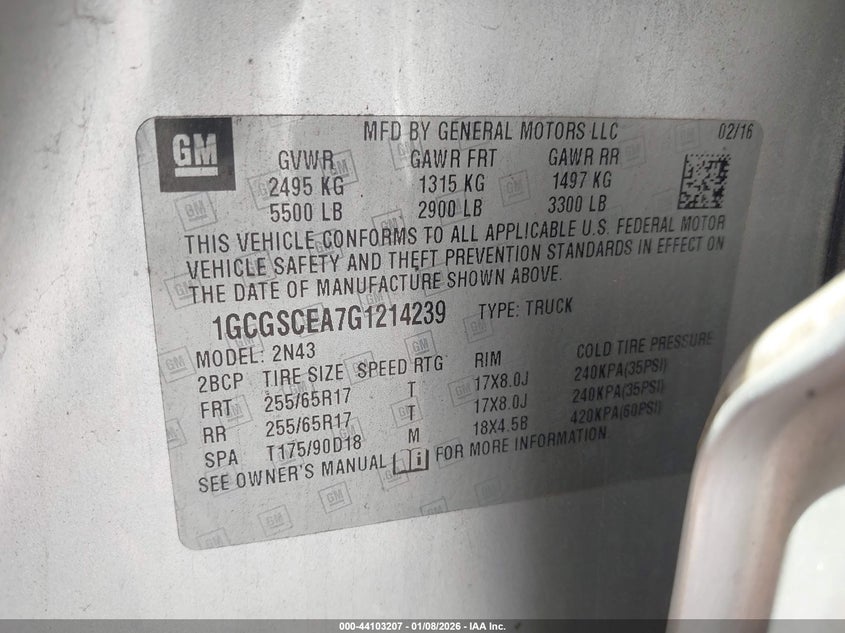 GM
MFD BY GENERAL MOTORS LLC 02/16
GVWR GAWR FRT GAWR RR
2495 KG 1315 KG 1497 KG
5500 LB 2900 LB 3300 LB
THIS VEHICLE CONFORMS TO ALL APPLICABLE U.S. FEDERAL MOTOR
VEHICLE SAFETY AND THEFT PREVENTION STANDARDS IN EFFECT ON
THE DATE OF MANUFACTURE SHOWN ABOVE.
1GCGSCEA7G1214239 TYPE: TRUCK
MODEL: 2N43
2BCP TIRE SIZE SPEED RTG RIM COLD TIRE PRESSURE
FRT 255/65R17 T 17X8.0J 240KPA(35PSI)
RR 255/65R17 T 17X8.0J 240KPA(35PSI)
SPA T175/90D18 M 18X4.5B 420KPA(60PSI)
SEE OWNER'S MANUAL FOR MORE INFORMATION.
000-44103207 - 01/08/2026 - IAA Inc.